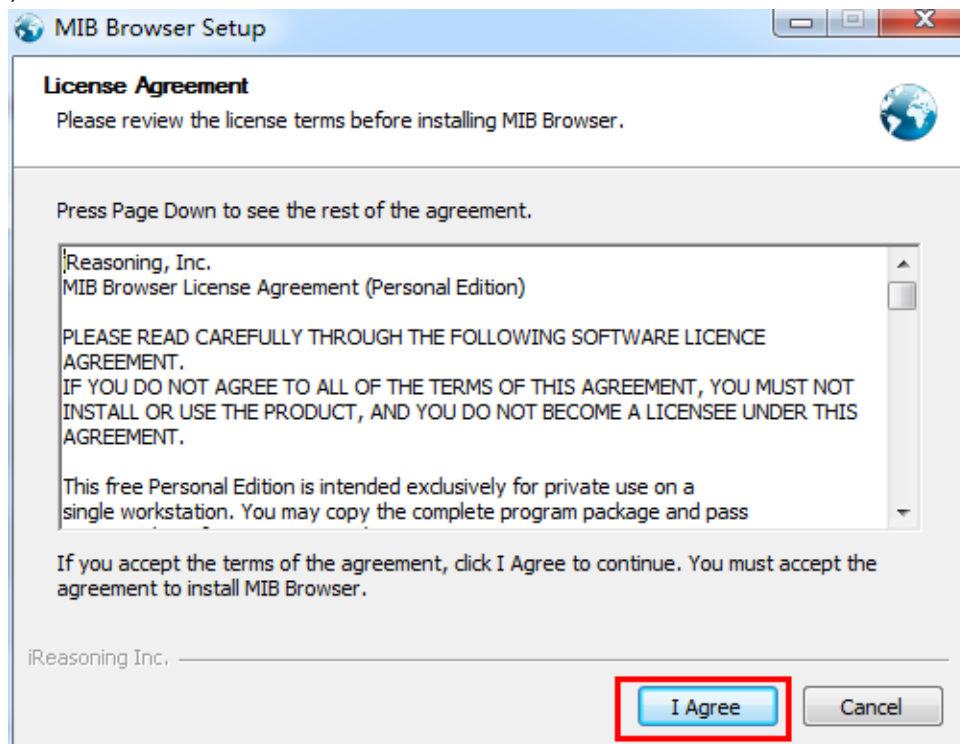 MIB Browser Setup
License Agreement
Please review the license terms before installing MIB Browser.
Press Page Down to see the rest of the agreement.
iReasoning, Inc.
MIB Browser License Agreement (Personal Edition)
PLEASE READ CAREFULLY THROUGH THE FOLLOWING SOFTWARE LICENCE
AGREEMENT.
IF YOU DO NOT AGREE TO ALL OF THE TERMS OF THIS AGREEMENT, YOU MUST NOT
INSTALL OR USE THE PRODUCT, AND YOU DO NOT BECOME A LICENSEE UNDER THIS
AGREEMENT.
This free Personal Edition is intended exclusively for private use on a
single workstation. You may copy the complete program package and pass
If you accept the terms of the agreement, click I Agree to continue. You must accept the
agreement to install MIB Browser.
iReasoning Inc.
I Agree
Cancel